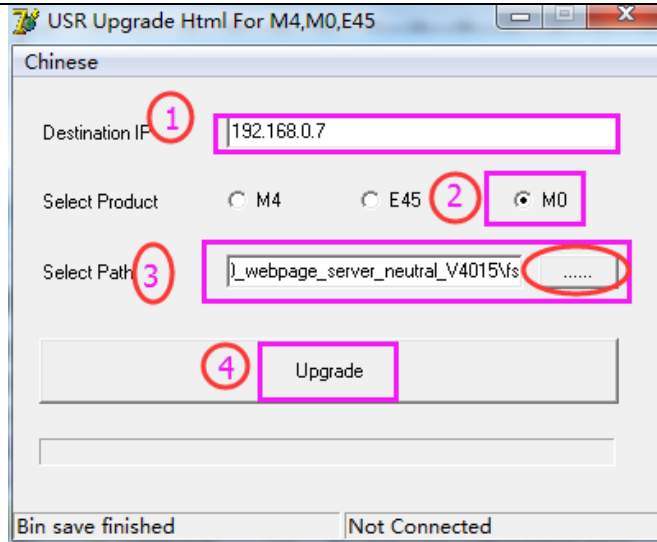 USR Upgrade Html For M4,M0,E45
Chinese
Destination IP 1 192.168.0.7
Select Product M4 E45 2 M0
Select Path 3 )_webpage_server_neutral_V4015\fs ......
4 Upgrade
Bin save finished Not Connected